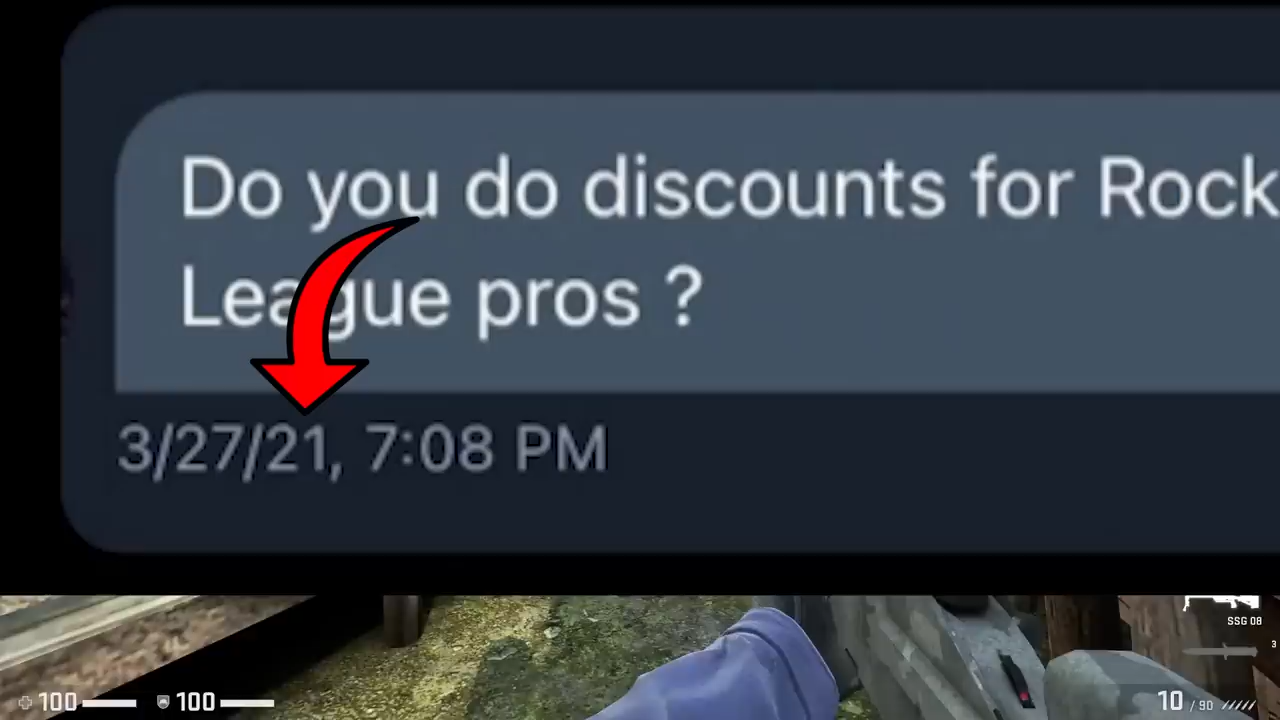 Do you do discounts for Rock
League pros ?
3/27/21, 7:08 PM
SSG 08
3
100
100
10 / 90